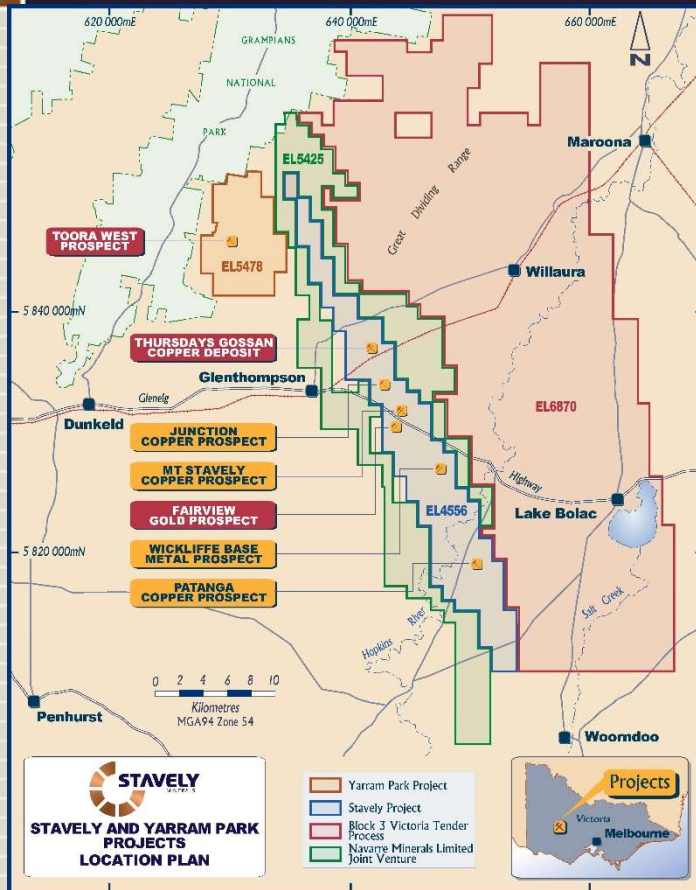 620 000mE
640 000mE
660 000mE
GRAMPIANS
NATIONAL
PARK
N
Maroona
EL5425
Great Dividing Range
TOORA WEST
PROSPECT
EL5478
Willaura
5 840 000mN
THURSDAYS GOSSAN
COPPER DEPOSIT
Glenthompson
Glenelg
EL6870
Dunkeld
JUNCTION
COPPER PROSPECT
MT STAVELY
COPPER PROSPECT
Highway
FAIRVIEW
GOLD PROSPECT
EL4556
Lake Bolac
WICKLIFFE BASE
METAL PROSPECT
5 820 000mN
PATANGA
COPPER PROSPECT
Salt Creek
Hopkins River
0 2 4 6 8 10
Kilometres
MGA94 Zone 54
Penhurst
Woorndoo
STAVELY
MINERALS
STAVELY AND YARRAM PARK
PROJECTS
LOCATION PLAN
Yarram Park Project
Stavely Project
Block 3 Victoria Tender
Process
Navarre Minerals Limited
Joint Venture
Projects
Victoria
Melbourne